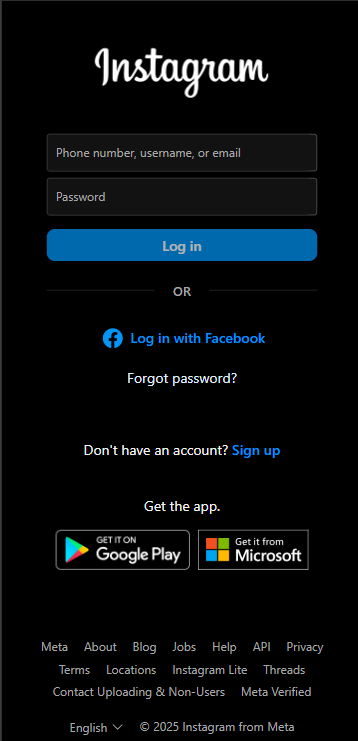 Instagram
Phone number, username, or email
Password
Log in
OR
Log in with Facebook
Forgot password?
Don't have an account? Sign up
Get the app.
GET IT ON
Google Play
Get it from
Microsoft
Meta About Blog Jobs Help API Privacy
Terms Locations Instagram Lite Threads
Contact Uploading & Non-Users Meta Verified
English © 2025 Instagram from Meta